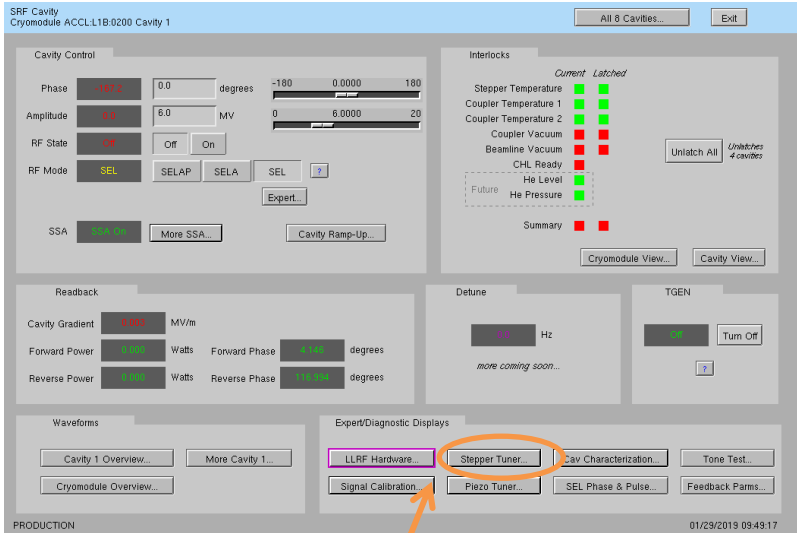 SRF Cavity
Cryomodule ACCL:L1B:0200 Cavity 1
All 8 Cavities...
Exit
Cavity Control
Phase
0.0
degrees
-180 0.0000 180
Amplitude
6.0
MV
0 6.0000 20
RF State
Off
Off
On
RF Mode
SEL
SELAP
SELA
SEL
?
Expert...
SSA
SSA On
More SSA...
Cavity Ramp-Up...
Interlocks
Current Latched
Stepper Temperature
Coupler Temperature 1
Coupler Temperature 2
Coupler Vacuum
Beamline Vacuum
CHL Ready
Future
He Level
He Pressure
Summary
Unlatch All
Unlatches
4 cavities
Cryomodule View...
Cavity View...
Readback
Cavity Gradient
MV/m
Forward Power
0.000
Watts
Forward Phase
4.146
degrees
Reverse Power
0.000
Watts
Reverse Phase
116.994
degrees
Detune
Hz
more coming soon...
TGEN
Off
Turn Off
?
Waveforms
Cavity 1 Overview...
More Cavity 1...
Cryomodule Overview...
Expert/Diagnostic Displays
LLRF Hardware...
Stepper Tuner...
Cav Characterization...
Tone Test...
Signal Calibration...
Piezo Tuner...
SEL Phase & Pulse...
Feedback Parms...
PRODUCTION
01/29/2019 09:49:17